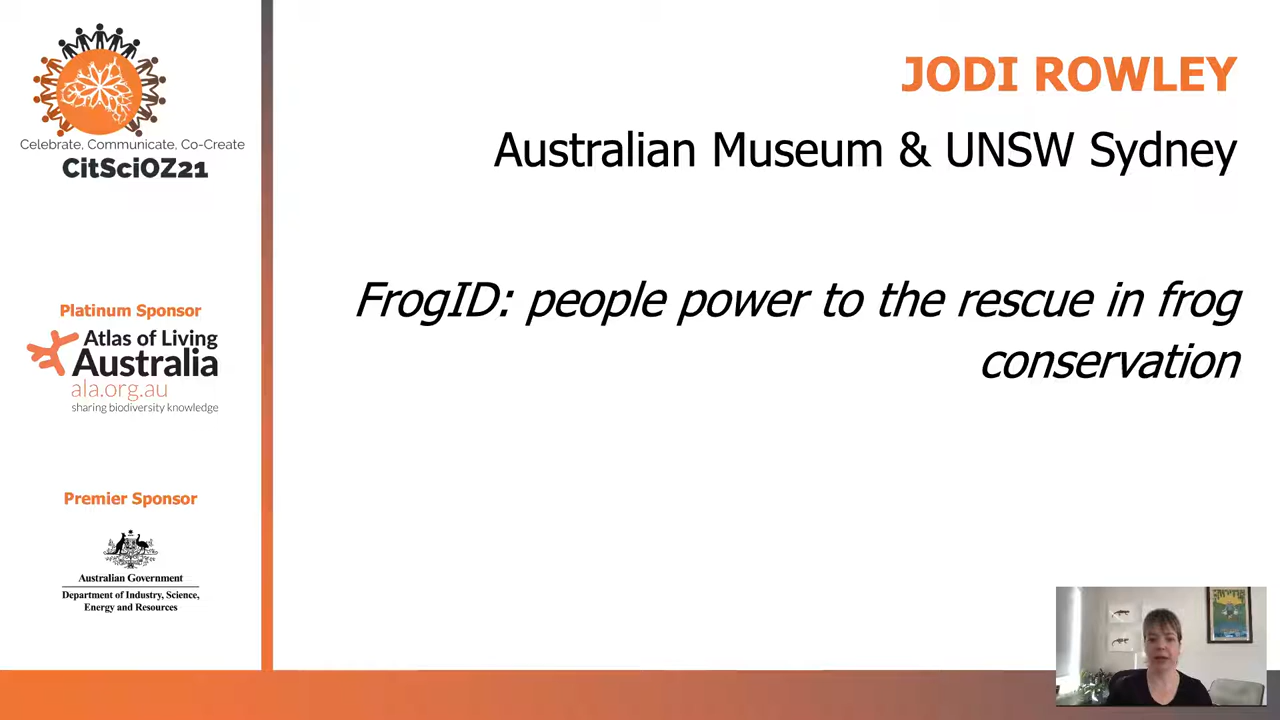 Celebrate, Communicate, Co-Create
CitSciOZ21
Platinum Sponsor
Atlas of Living
Australia
ala.org.au
sharing biodiversity knowledge
Premier Sponsor
Australian Government
Department of Industry, Science,
Energy and Resources
JODI ROWLEY
Australian Museum & UNSW Sydney
FrogID: people power to the rescue in frog
conservation